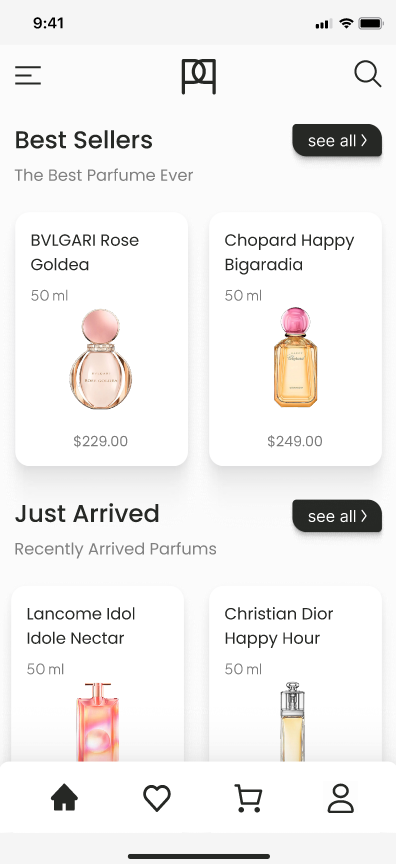 9:41
Best Sellers
see all
The Best Parfume Ever
BVLGARI Rose
Goldea
50 ml
$229.00
Chopard Happy
Bigaradia
50 ml
$249.00
Just Arrived
see all
Recently Arrived Parfums
Lancome Idol
Idole Nectar
50 ml
Christian Dior
Happy Hour
50 ml